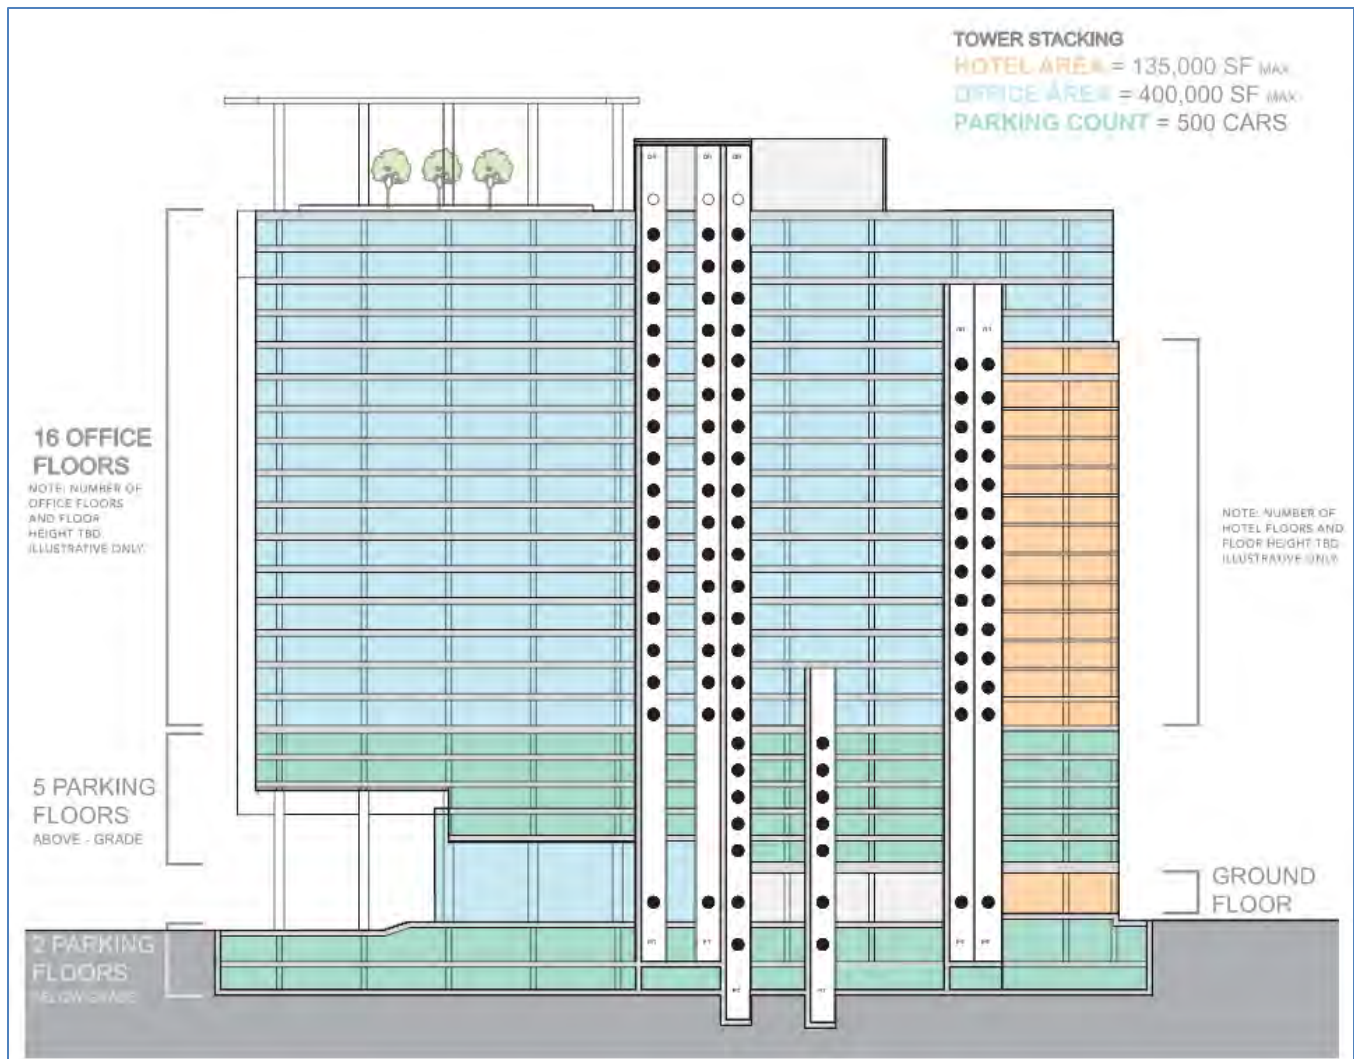 TOWER STACKING
HOTEL AREA = 135,000 SF MAX
OFFICE AREA = 400,000 SF MAX
PARKING COUNT = 500 CARS
16 OFFICE
FLOORS
NOTE: NUMBER OF
OFFICE FLOORS
AND FLOOR
HEIGHT TBD
ILLUSTRATIVE ONLY.
NOTE: NUMBER OF
HOTEL FLOORS AND
FLOOR HEIGHT TBD
ILLUSTRATIVE ONLY.
5 PARKING
FLOORS
ABOVE - GRADE
GROUND
FLOOR
2 PARKING
FLOORS
BELOW-GRADE